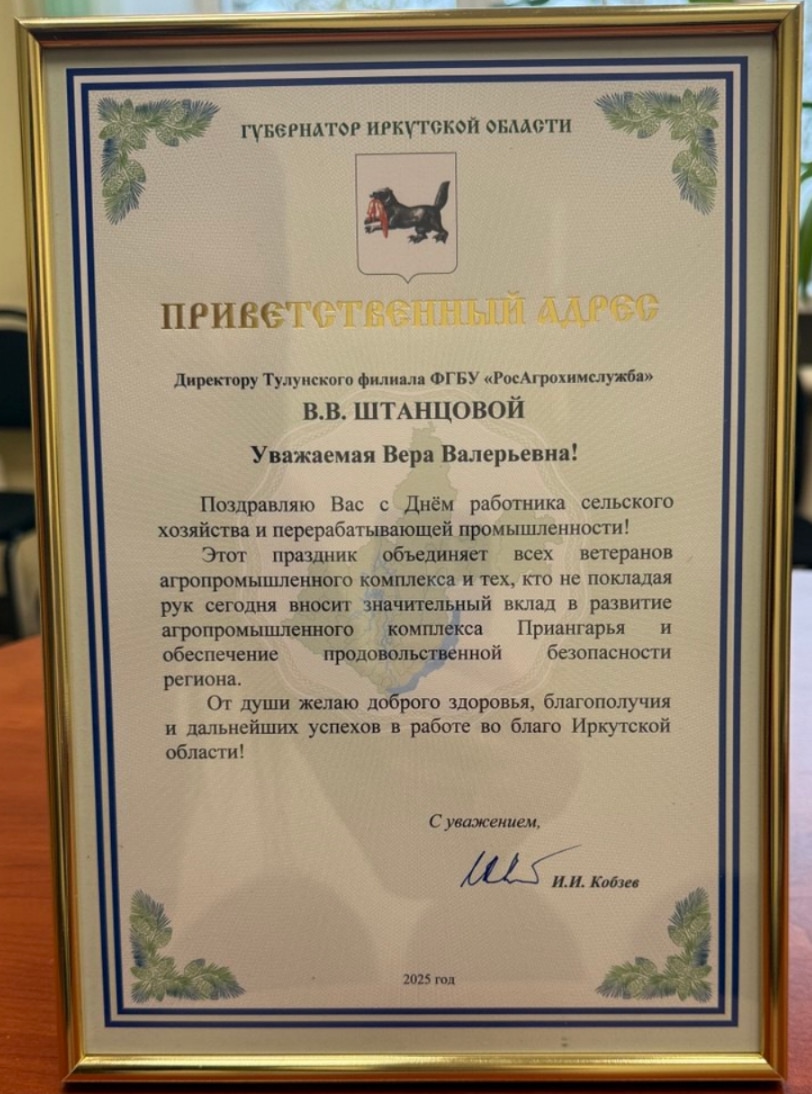 ГУБЕРНАТОР ИРКУТСКОЙ ОБЛАСТИ
ПРИВЕТСТВЕННЫЙ АДРЕС
Директору Тулунского филиала ФГБУ «РосАгрохимслужба»
В.В. ШТАНЦОВОЙ
Уважаемая Вера Валерьевна!
Поздравляю Вас с Днём работника сельского
хозяйства и перерабатывающей промышленности!
Этот праздник объединяет всех ветеранов
агропромышленного комплекса и тех, кто не покладая
рук сегодня вносит значительный вклад в развитие
агропромышленного комплекса Приангарья и
обеспечение продовольственной безопасности
региона.
От души желаю доброго здоровья, благополучия
и дальнейших успехов в работе во благо Иркутской
области!
С уважением,
И.И. Кобзев
2025 год